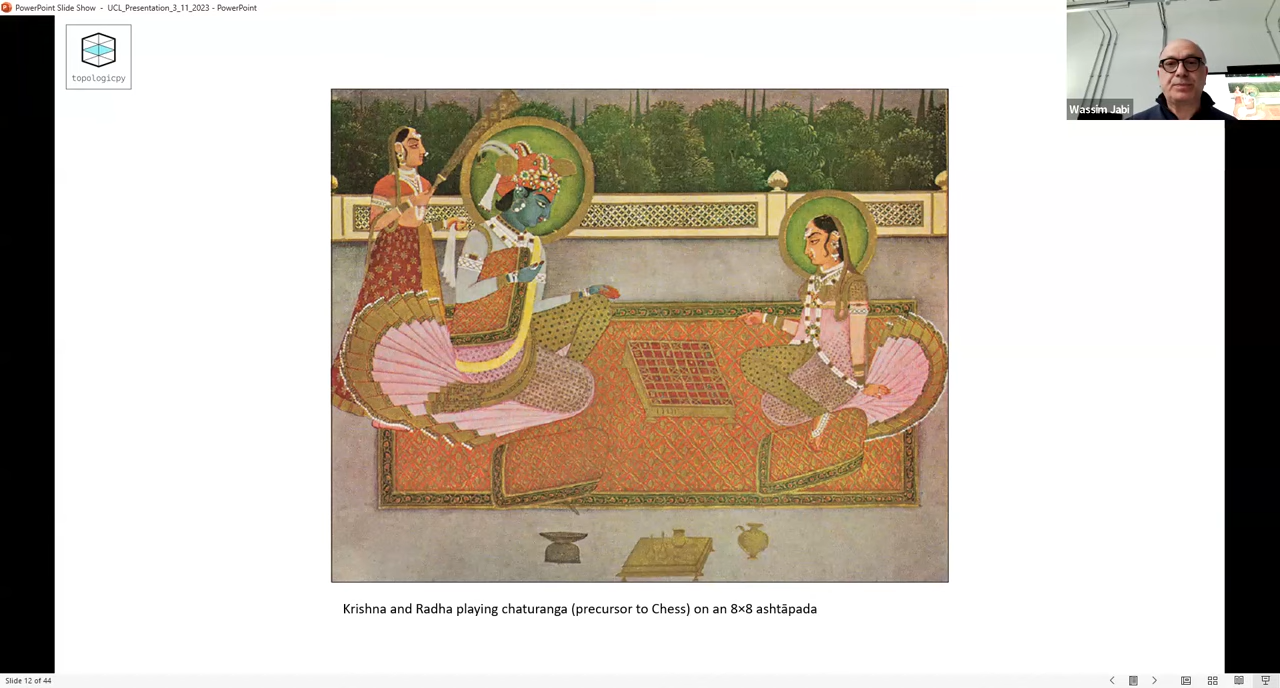 PowerPoint Slide Show - UCL_Presentation_3_11_2023 - PowerPoint
topologicpy
Wassim Jabi
Krishna and Radha playing chaturanga (precursor to Chess) on an 8×8 ashtāpada
Slide 12 of 44